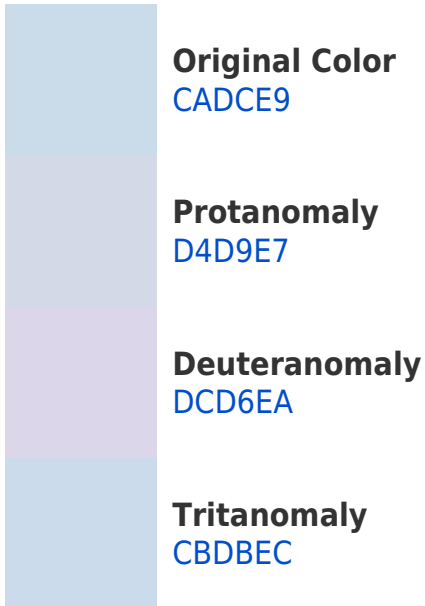 Original Color
CADCE9
Protanomaly
D4D9E7
Deuteranomaly
DCD6EA
Tritanomaly
CBDBEC